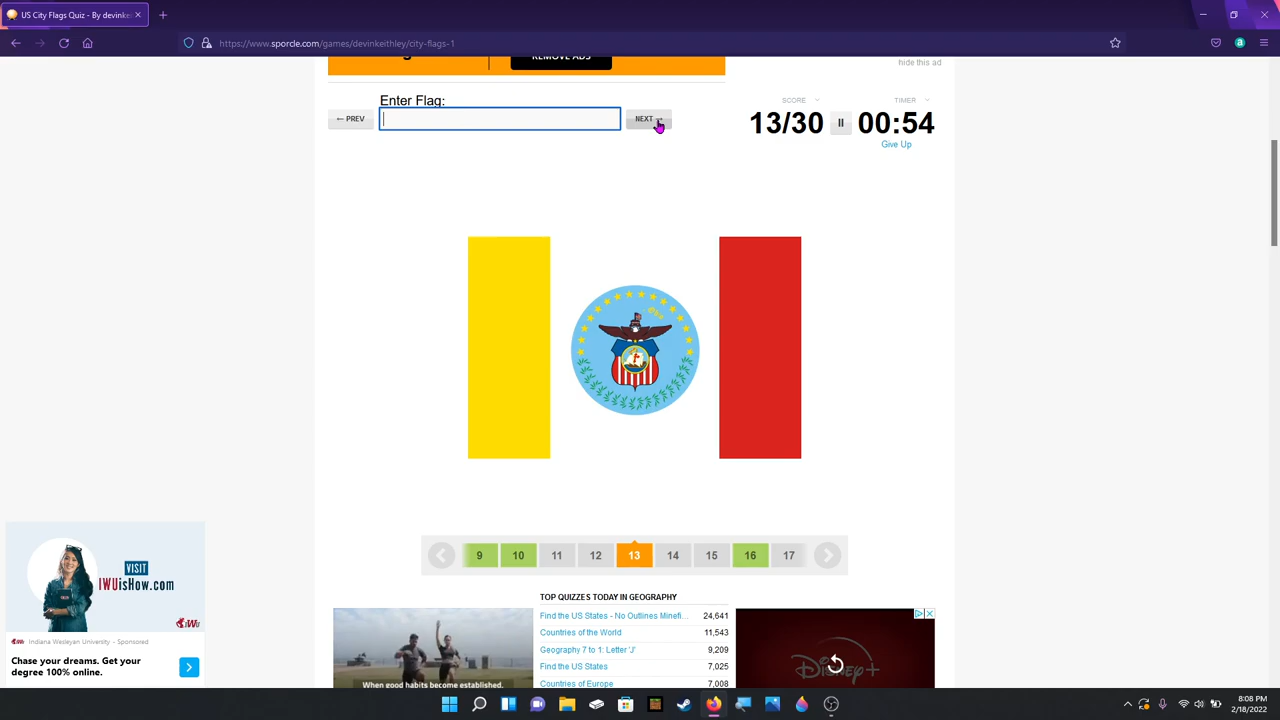 US City Flags Quiz - devinkei
https://www.sporcle.com/games/devinkeithley/city-flags-1
REMOVE ADS
hide this ad
Enter Flag:
← PREV
NEXT →
SCORE
13/30
TIMER
00:54
Give Up
9 10 11 12 13 14 15 16 17
VISIT
IWUisHow.com
IWU
Indiana Wesleyan University - Sponsored
Chase your dreams. Get your
degree 100% online.
TOP QUIZZES TODAY IN GEOGRAPHY
Find the US States - No Outlines Minefi... 24,641
Countries of the World 11,543
Geography 7 to 1: Letter 'J' 9,209
Find the US States 7,025
Countries of Europe 7,008
When good habits become established,
Disney+
8:08 PM
2/18/2022